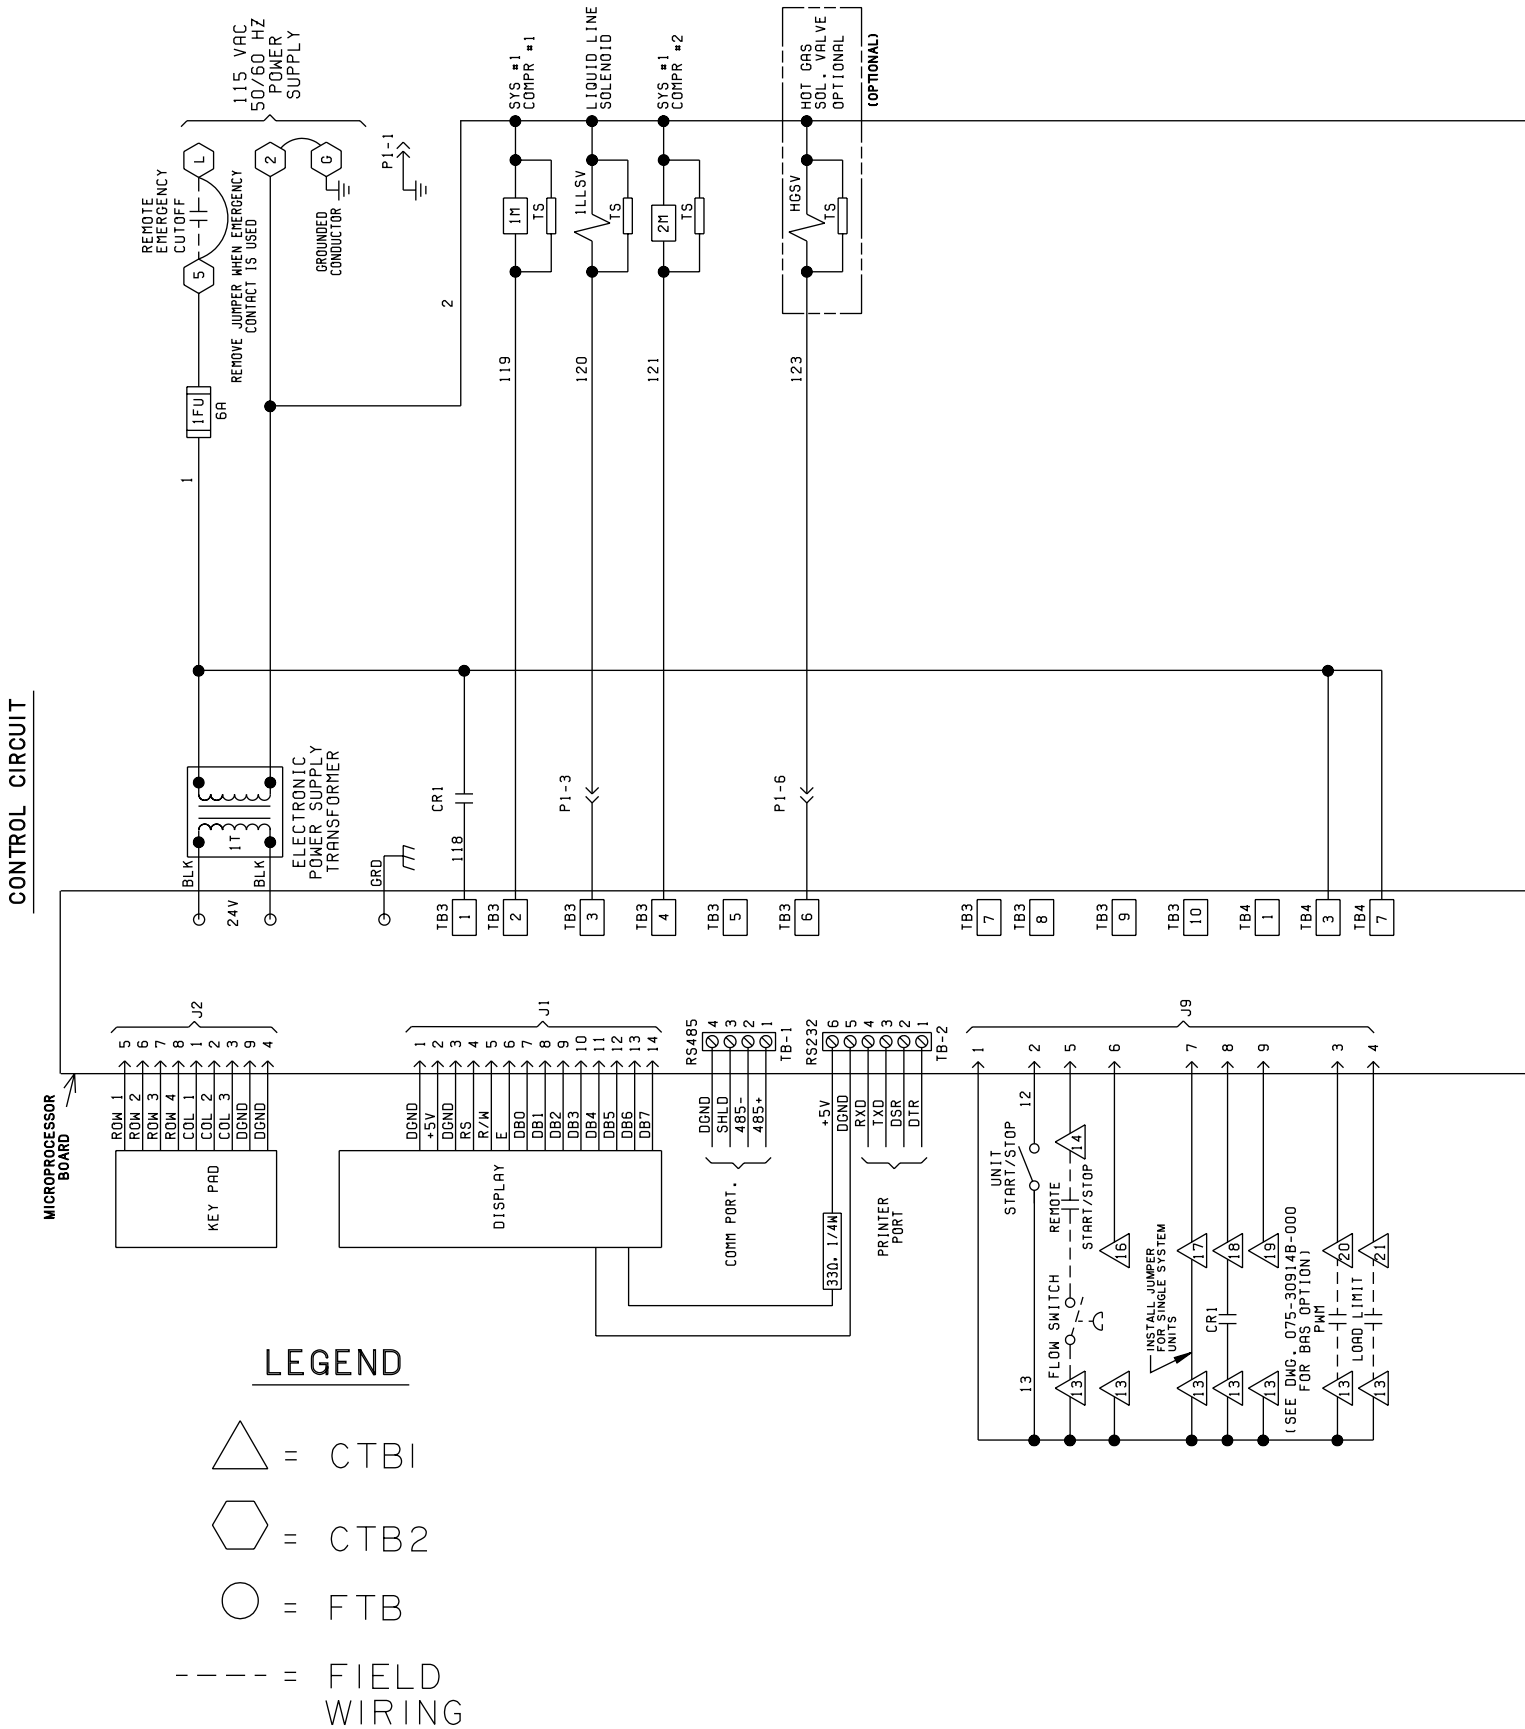 CONTROL CIRCUIT
115 VAC
50/60 HZ
POWER
SUPPLY
REMOTE
EMERGENCY
CUTOFF
L
5
REMOVE JUMPER WHEN EMERGENCY
CONTACT IS USED
2
G
GROUNDED
CONDUCTOR
P1-1
1FU
6A
1
2
SYS #1
COMPR #1
1M
TS
119
LIQUID LINE
SOLENOID
1LLSV
TS
120
SYS #1
COMPR #2
2M
TS
121
HOT GAS
SOL. VALVE
OPTIONAL
(OPTIONAL)
HGSV
TS
123
1T
ELECTRONIC
POWER SUPPLY
TRANSFORMER
BLK
BLK
24V
GRD
CR1
118
P1-3
P1-6
TB3
1
TB3
2
TB3
3
TB3
4
TB3
5
TB3
6
TB3
7
TB3
8
TB3
9
TB3
10
TB4
1
TB4
3
TB4
7
MICROPROCESSOR
BOARD
J2
5
6
7
8
1
2
3
9
4
ROW 1
ROW 2
ROW 3
ROW 4
COL 1
COL 2
COL 3
DGND
DGND
KEY PAD
J1
1
2
3
4
5
6
7
8
9
10
11
12
13
14
DGND
+5V
DGND
RS
R/W
E
DB0
DB1
DB2
DB3
DB4
DB5
DB6
DB7
DISPLAY
RS485
4
3
2
1
TB-1
DGND
SHLD
485-
485+
COMM PORT.
RS232
6
5
4
3
2
1
TB-2
+5V
DGND
RXD
TXD
DSR
DTR
PRINTER
PORT
33Ω. 1/4W
J9
1
2
5
6
7
8
9
3
4
12
UNIT
START/STOP
13
14
REMOTE
START/STOP
FLOW SWITCH
13
16
13
17
INSTALL JUMPER
FOR SINGLE SYSTEM
UNITS
13
18
CR1
13
19
13
(SEE DWG. 075-30914B-000
FOR BAS OPTION)
20
PWM
13
21
LOAD LIMIT
13
LEGEND
= CTB1
= CTB2
= FTB
= FIELD
WIRING